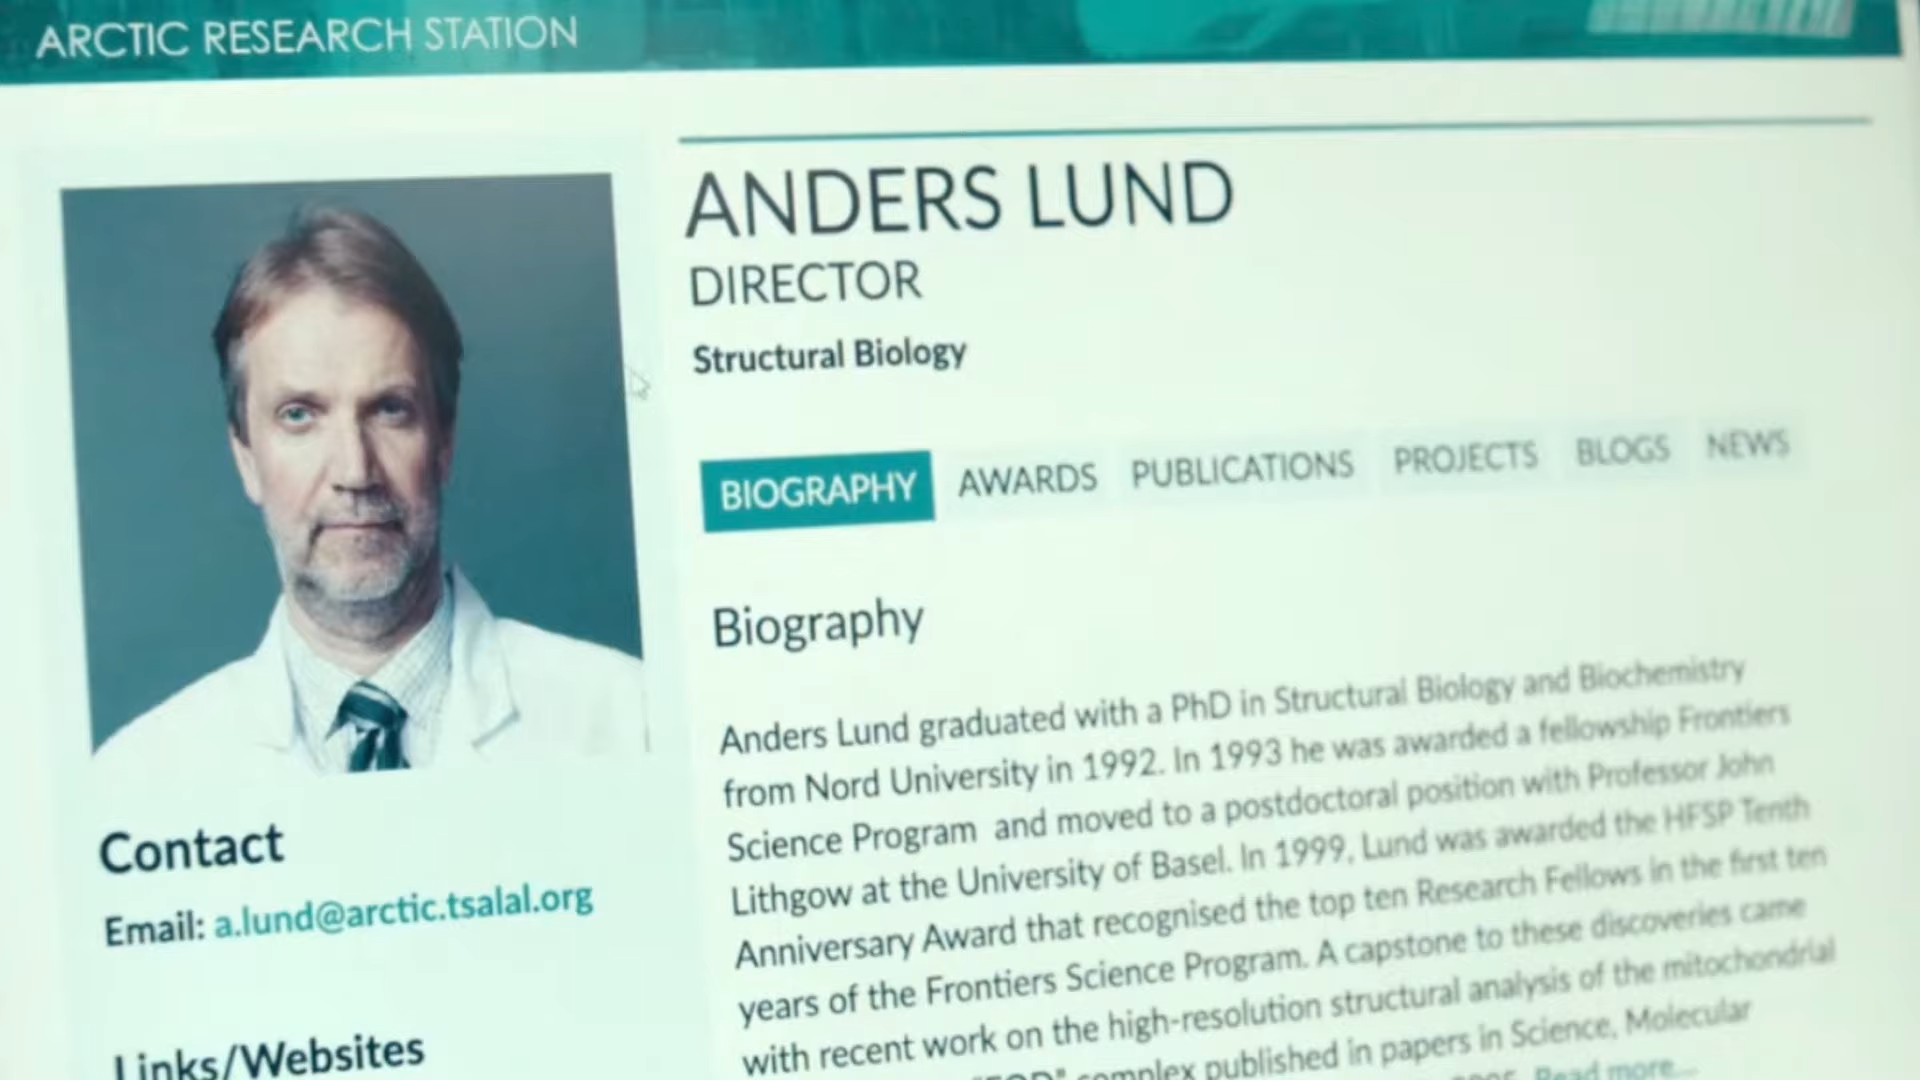 ARCTIC RESEARCH STATION
ANDERS LUND
DIRECTOR
Structural Biology
BIOGRAPHY AWARDS PUBLICATIONS PROJECTS BLOGS NEWS
Biography
Anders Lund graduated with a PhD in Structural Biology and Biochemistry
from Nord University in 1992. In 1993 he was awarded a fellowship Frontiers
Science Program and moved to a postdoctoral position with Professor John
Lithgow at the University of Basel. In 1999, Lund was awarded the HFSP Tenth
Anniversary Award that recognised the top ten Research Fellows in the first ten
years of the Frontiers Science Program. A capstone to these discoveries came
with recent work on the high-resolution structural analysis of the mitochondrial
complex published in papers in Science, Molecular
Read more...
Contact
Email: a.lund@arctic.tsalal.org
Links/Websites